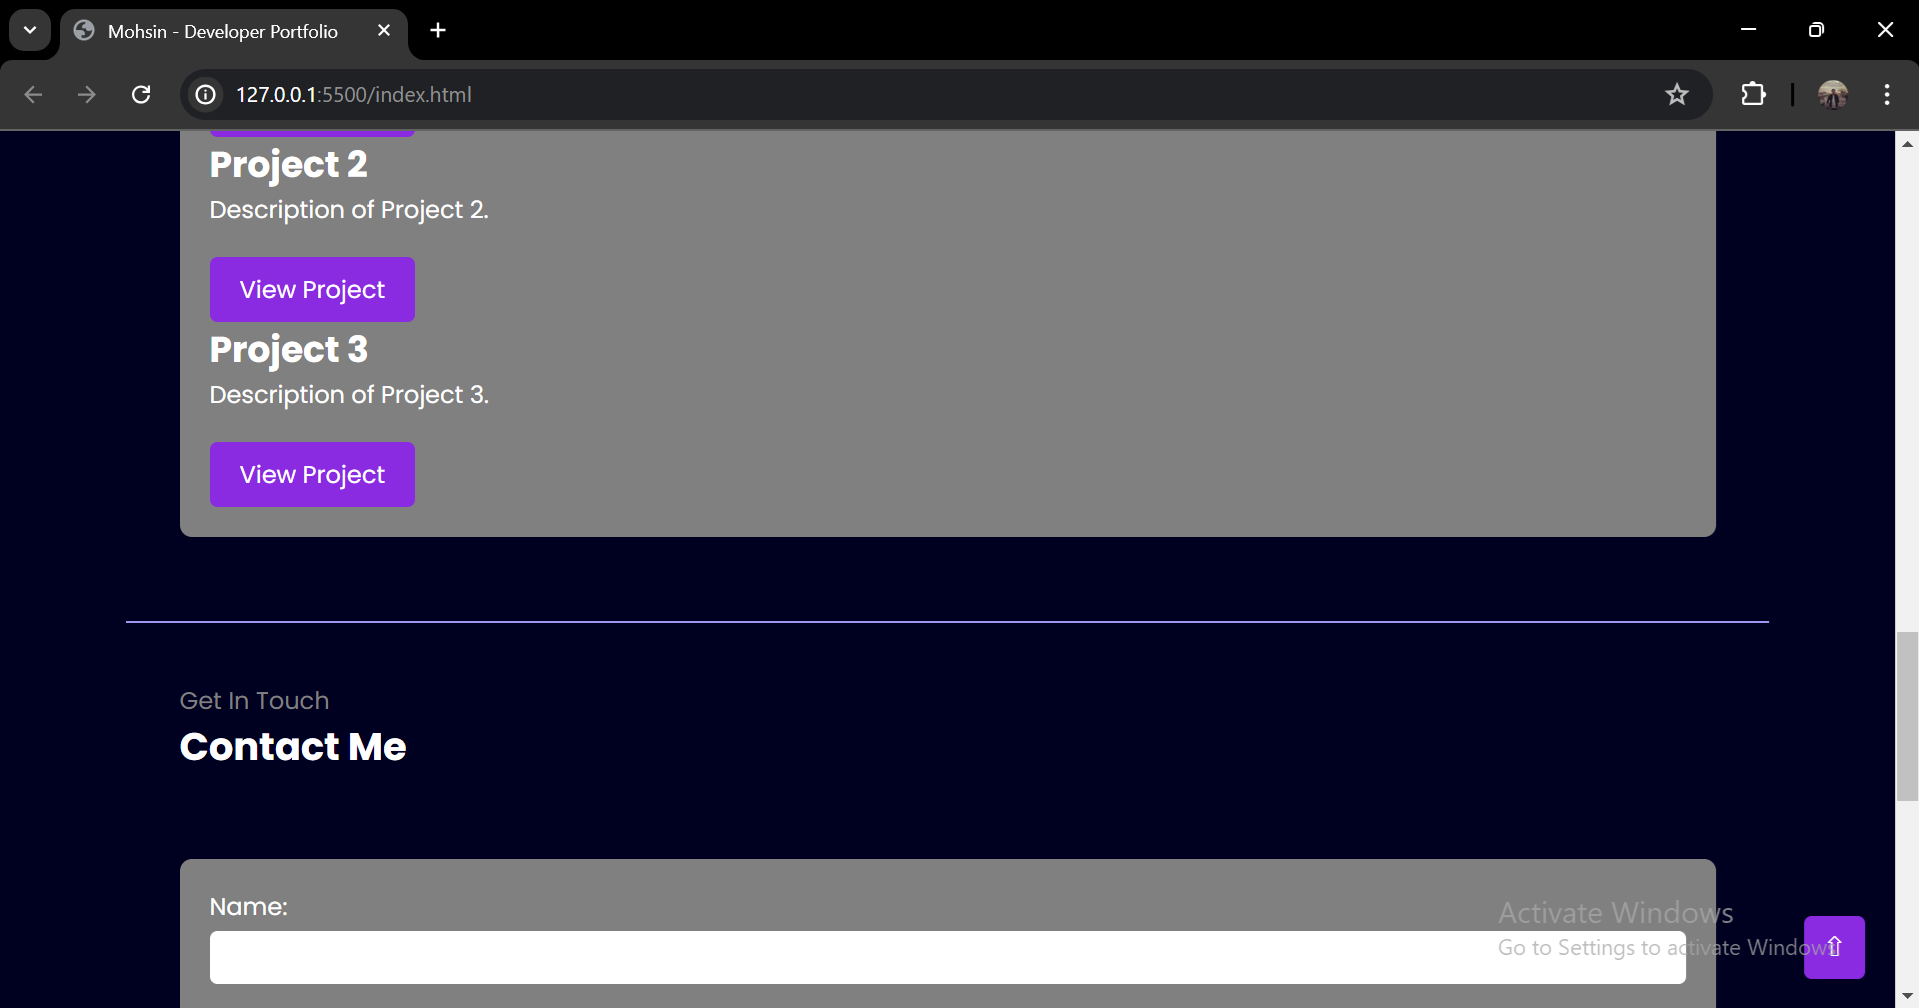 Mohsin - Developer Portfolio
127.0.0.1:5500/index.html
Project 2
Description of Project 2.
View Project
Project 3
Description of Project 3.
View Project
Get In Touch
Contact Me
Name:
Activate Windows
Go to Settings to activate Windows.